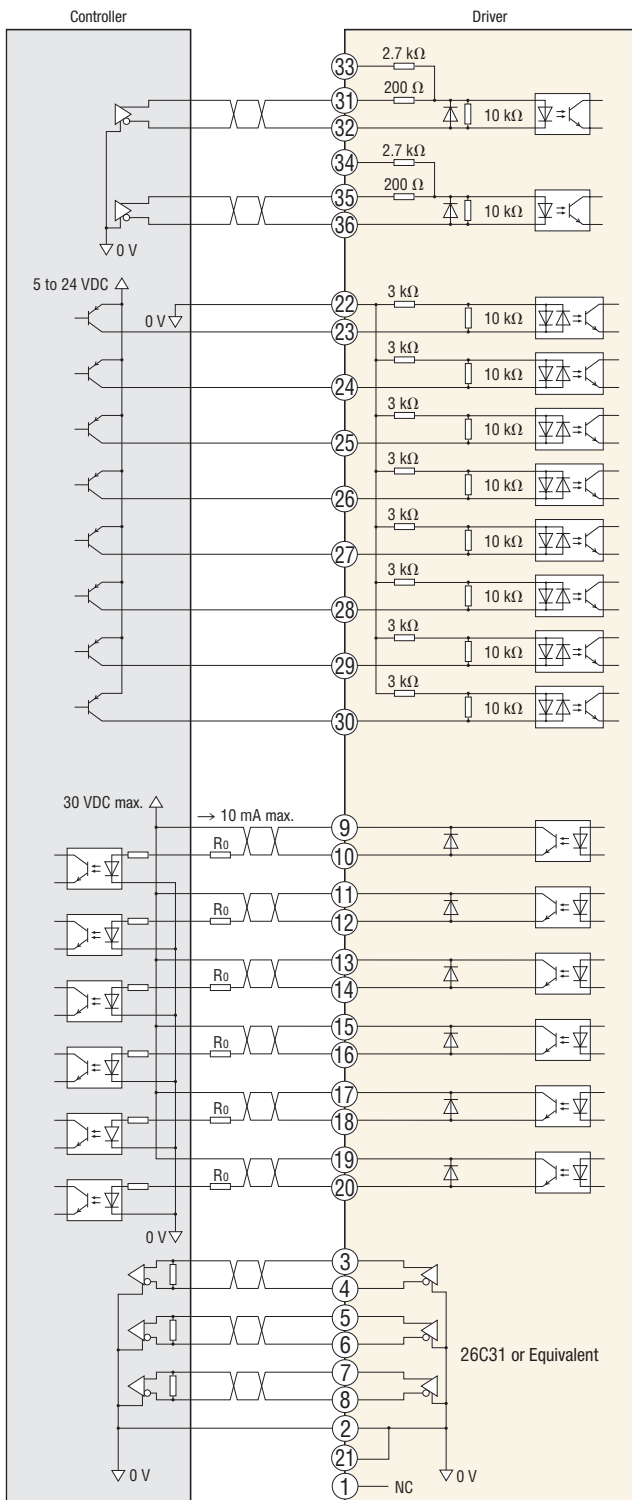 Controller Driver
33 2.7 kΩ
31 200 Ω
32 10 kΩ
34 2.7 kΩ
35 200 Ω
36 10 kΩ
0 V
5 to 24 VDC
0 V 22 3 kΩ
23 10 kΩ
3 kΩ
24 10 kΩ
3 kΩ
25 10 kΩ
3 kΩ
26 10 kΩ
3 kΩ
27 10 kΩ
3 kΩ
28 10 kΩ
3 kΩ
29 10 kΩ
3 kΩ
30 10 kΩ
30 VDC max.
→ 10 mA max.
9
R0 10
11
R0 12
13
R0 14
15
R0 16
17
R0 18
19
R0 20
0 V
3
4
5
6
26C31 or Equivalent
7
8
2
21
0 V 0 V
1 NC